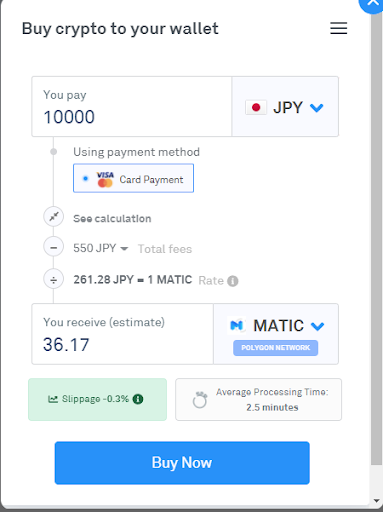 Buy crypto to your wallet
You pay
10000
JPY
Using payment method
VISA
Card Payment
See calculation
550 JPY Total fees
261.28 JPY = 1 MATIC Rate
You receive (estimate)
36.17
MATIC
POLYGON NETWORK
Slippage -0.3%
Average Processing Time:
2.5 minutes
Buy Now